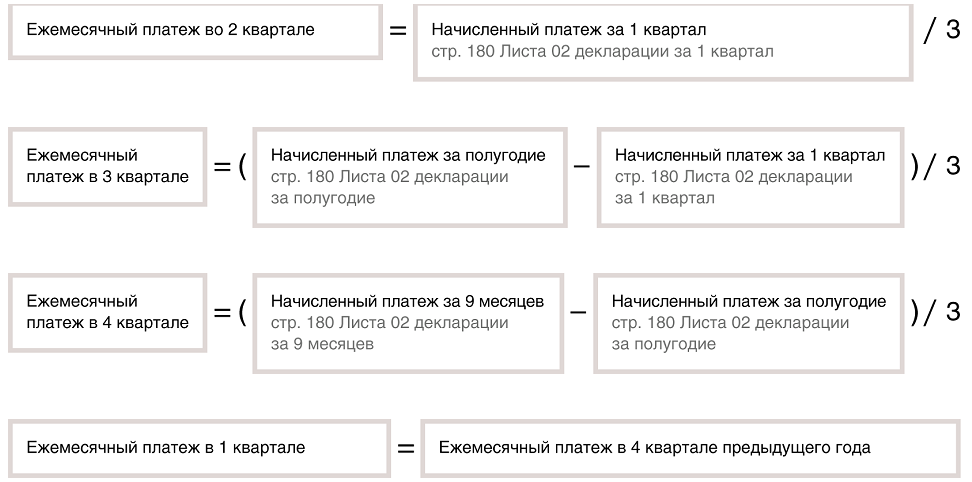 Ежемесячный платеж во 2 квартале = Начисленный платеж за 1 квартал / 3
стр. 180 Листа 02 декларации за 1 квартал
Ежемесячный
платеж в 3 квартале
= (
Начисленный платеж за полугодие
стр. 180 Листа 02 декларации
за полугодие
–
Начисленный платеж за 1 квартал
стр. 180 Листа 02 декларации
за 1 квартал
) / 3
Ежемесячный
платеж в 4 квартале
= (
Начисленный платеж за 9 месяцев
стр. 180 Листа 02 декларации
за 9 месяцев
–
Начисленный платеж за полугодие
стр. 180 Листа 02 декларации
за полугодие
) / 3
Ежемесячный платеж в 1 квартале = Ежемесячный платеж в 4 квартале предыдущего года